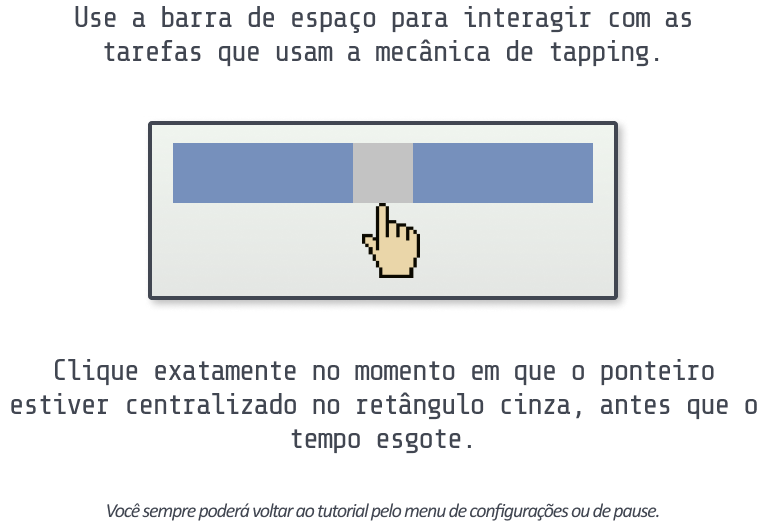 Use a barra de espaço para interagir com as
tarefas que usam a mecânica de tapping.
Clique exatamente no momento em que o ponteiro
estiver centralizado no retângulo cinza, antes que o
tempo esgote.
Você sempre poderá voltar ao tutorial pelo menu de configurações ou de pause.